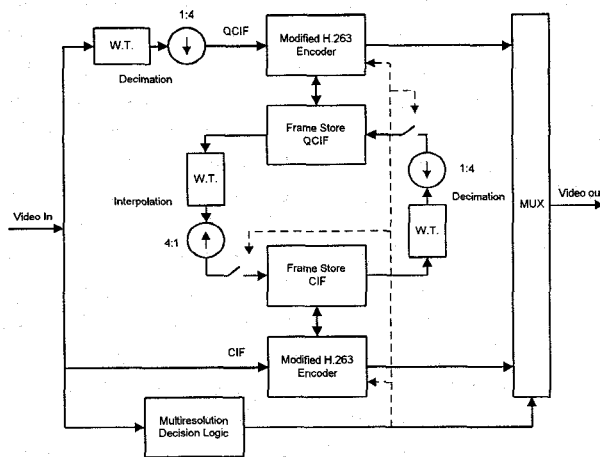 1:4
QCIF
W.T.
Modified H.263
Encoder
Decimation
Frame Store
QCIF
1:4
Decimation
W.T.
Interpolation
W.T.
MUX
Video out
Video In
4:1
Frame Store
CIF
CIF
Modified H.263
Encoder
Multiresolution
Decision Logic